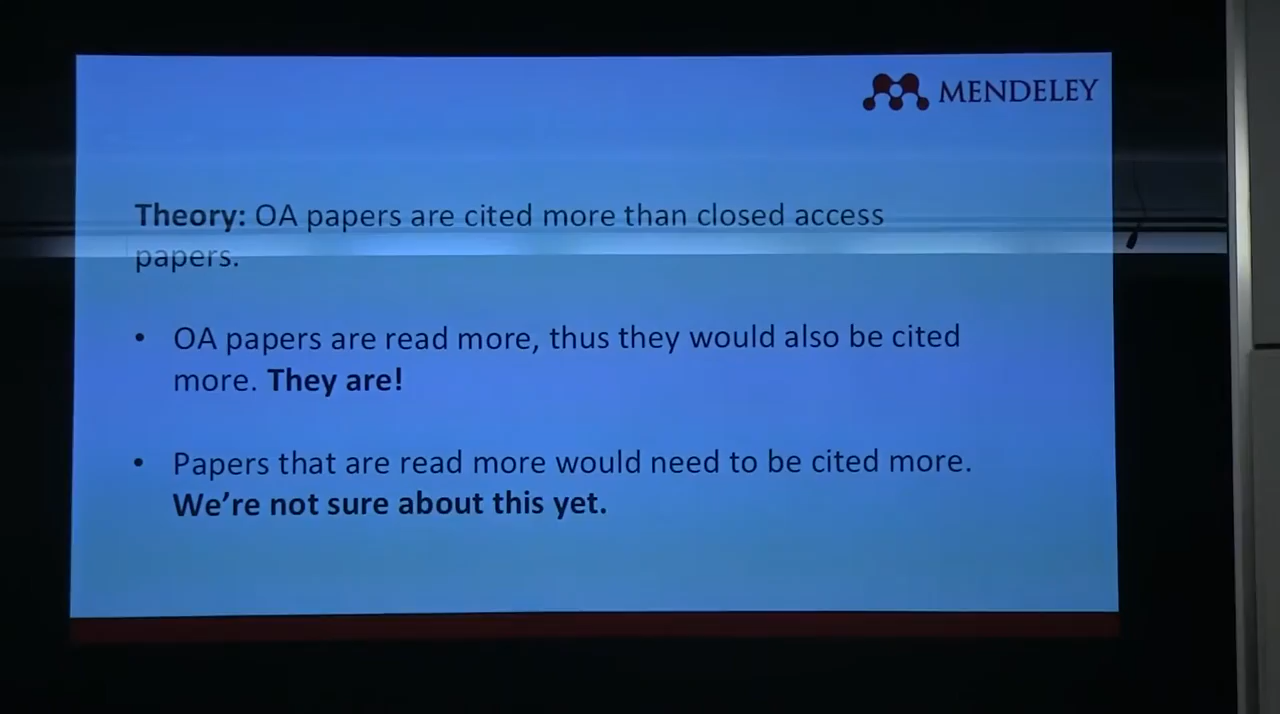 MENDELEY
Theory: OA papers are cited more than closed access
papers.
• OA papers are read more, thus they would also be cited
more. They are!
• Papers that are read more would need to be cited more.
We’re not sure about this yet.